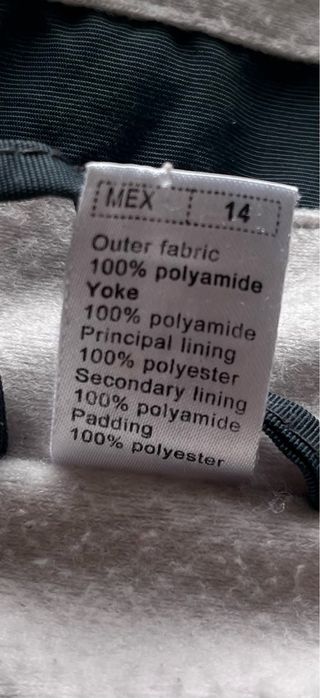 MEX 14
Outer fabric
100% polyamide
Yoke
100% polyamide
Principal lining
100% polyester
Secondary lining
100% polyamide
Padding
100% polyester